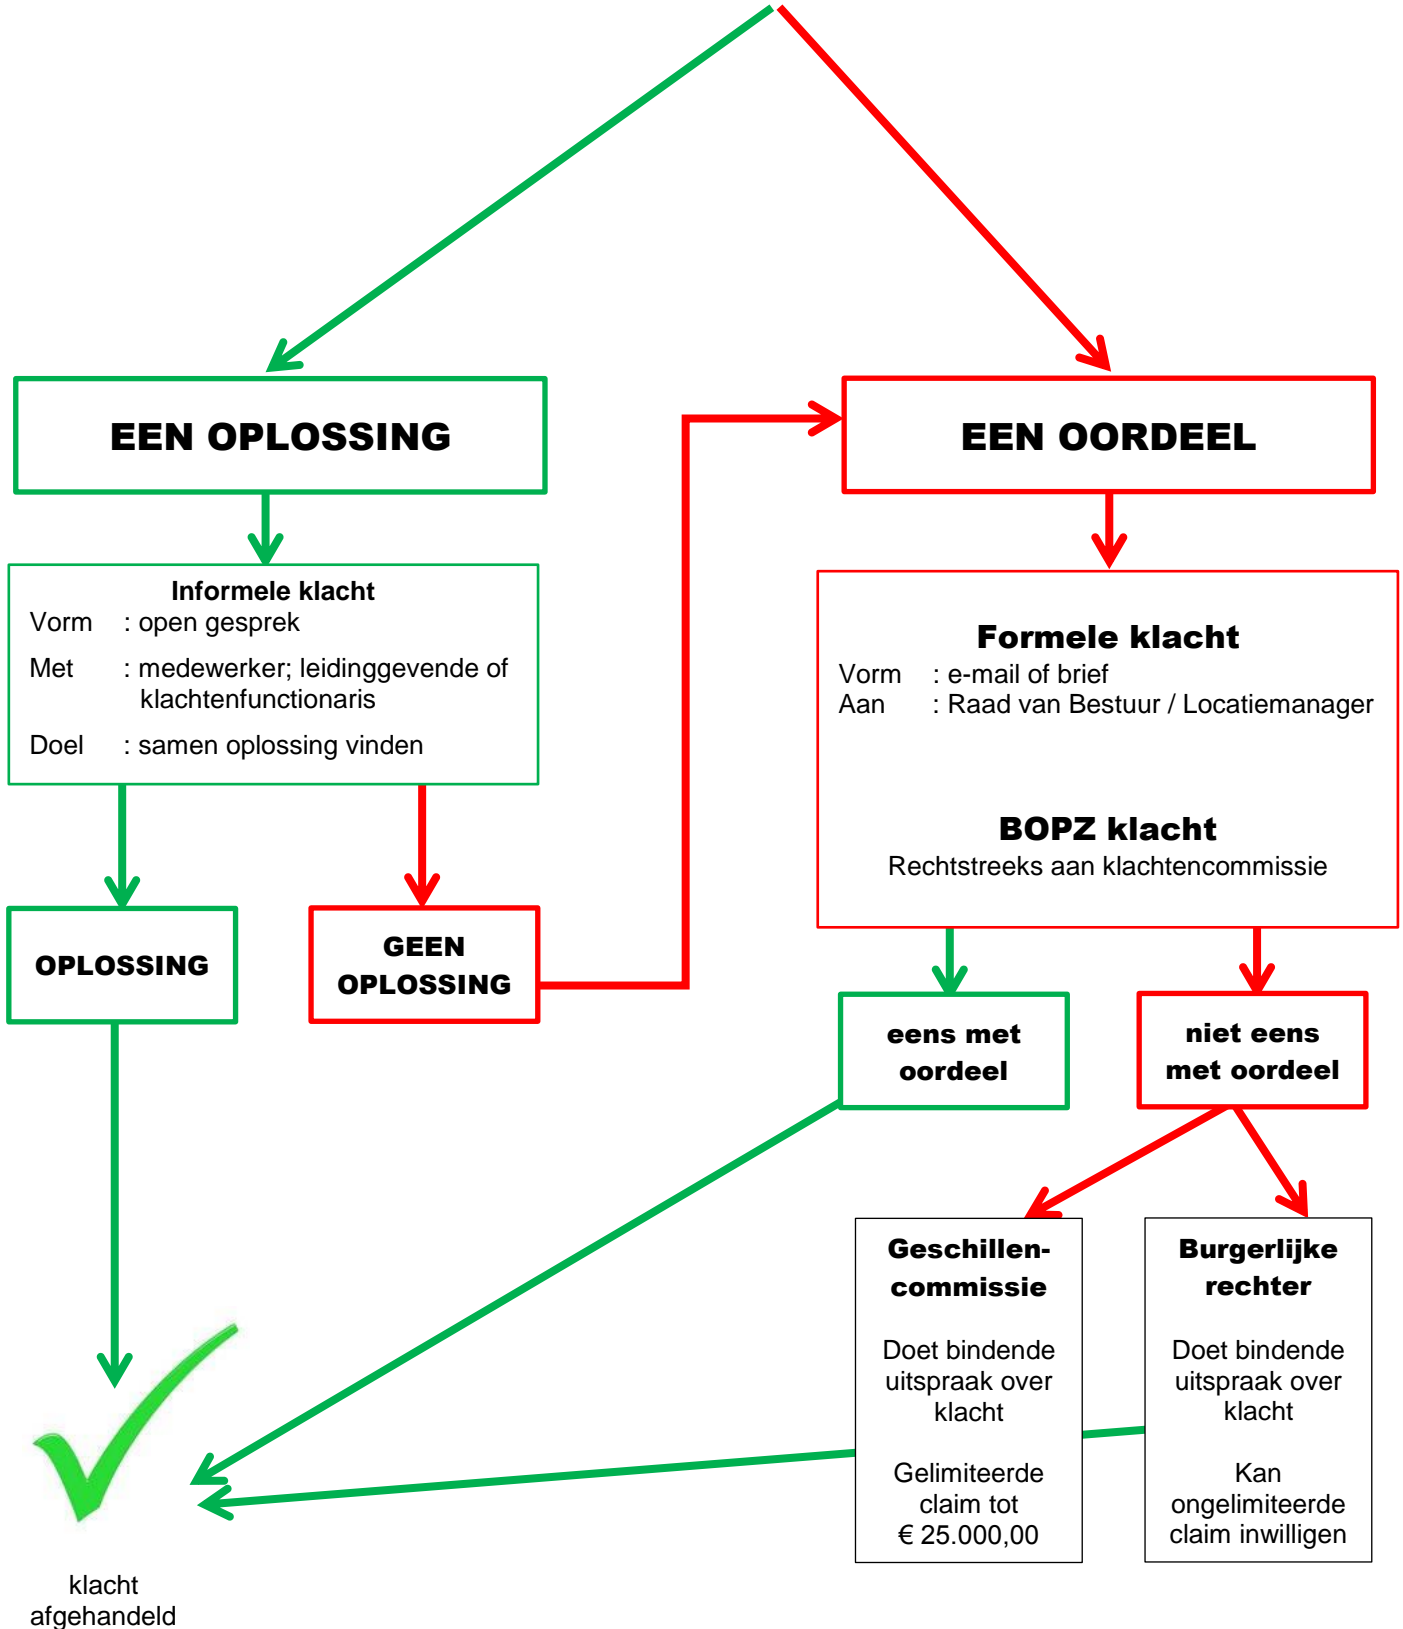 EEN OPLOSSING
EEN OORDEEL
Informele klacht
Vorm : open gesprek
Met : medewerker; leidinggevende of
klachtenfunctionaris
Doel : samen oplossing vinden
Formele klacht
Vorm : e-mail of brief
Aan : Raad van Bestuur / Locatiemanager
BOPZ klacht
Rechtstreeks aan klachtencommissie
OPLOSSING
GEEN
OPLOSSING
eens met
oordeel
niet eens
met oordeel
Geschillen-
commissie
Doet bindende
uitspraak over
klacht
Gelimiteerde
claim tot
€ 25.000,00
Burgerlijke
rechter
Doet bindende
uitspraak over
klacht
Kan
ongelimiteerde
claim inwilligen
klacht
afgehandeld